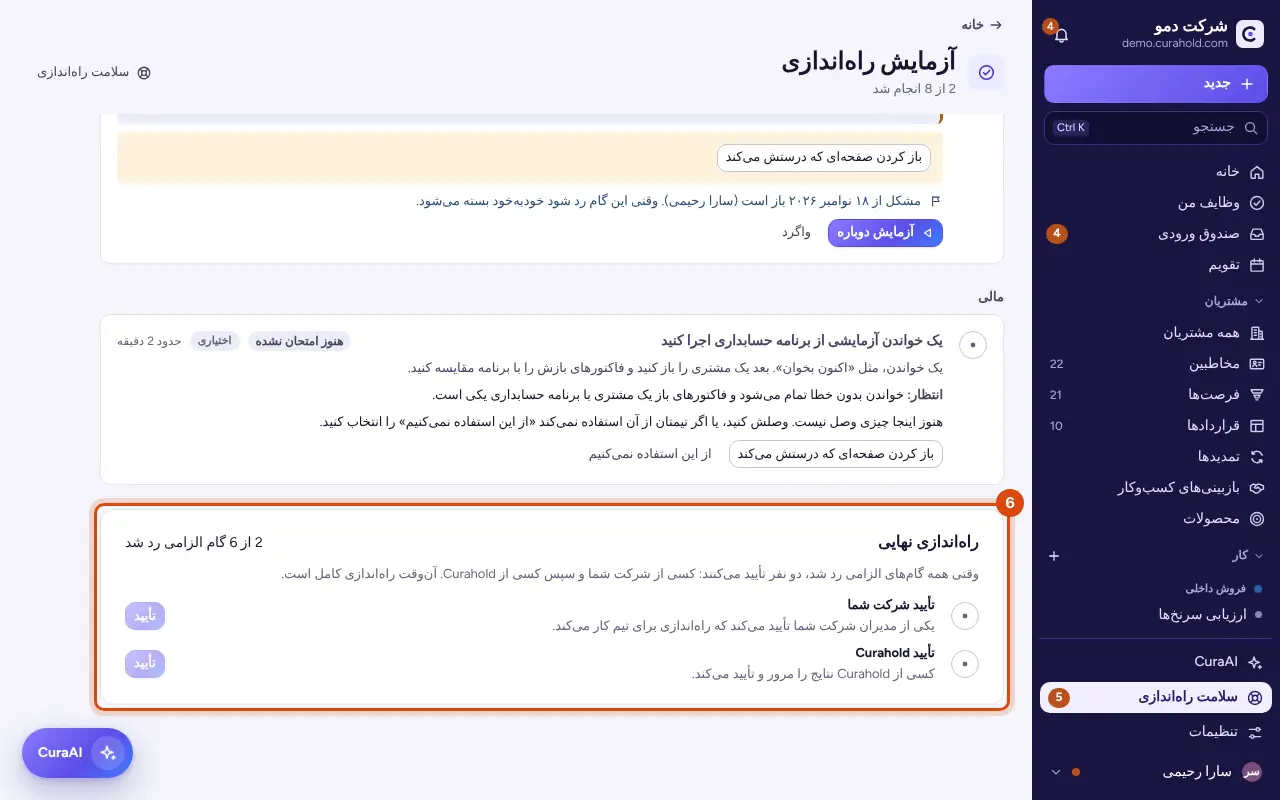 شرکت دمو
demo.curahold.com
4
جدید
جستجو
Ctrl K
خانه
وظایف من
صندوق ورودی
4
تقویم
مشتریان
همه مشتریان
مخاطبین
22
فرصت‌ها
21
قراردادها
10
تمدیدها
بازبینی‌های کسب‌وکار
محصولات
کار
فروش داخلی
ارزیابی سرنخ‌ها
CuraAI
سلامت راه‌اندازی
5
تنظیمات
سارا رحیمی
سر
خانه
آزمایش راه‌اندازی
2 از 8 انجام شد
سلامت راه‌اندازی
باز کردن صفحه‌ای که درستش می‌کند
مشکل از ۱۸ نوامبر ۲۰۲۶ باز است (سارا رحیمی). وقتی این گام رد شود خودبه‌خود بسته می‌شود.
آزمایش دوباره
واگرد
مالی
یک خواندن آزمایشی از برنامه حسابداری اجرا کنید
هنوز امتحان نشده
اختیاری
حدود 2 دقیقه
یک خواندن، مثل «اکنون بخوان». بعد یک مشتری را باز کنید و فاکتورهای بازش را با برنامه مقایسه کنید.
انتظار: خواندن بدون خطا تمام می‌شود و فاکتورهای باز یک مشتری با برنامه حسابداری یکی است.
هنوز اینجا چیزی وصل نیست. وصلش کنید، یا اگر تیمتان از آن استفاده نمی‌کند «از این استفاده نمی‌کنیم» را انتخاب کنید.
باز کردن صفحه‌ای که درستش می‌کند
از این استفاده نمی‌کنیم
6
راه‌اندازی نهایی
2 از 6 گام الزامی رد شد
وقتی همه گام‌های الزامی رد شد، دو نفر تأیید می‌کنند: کسی از شرکت شما و سپس کسی از Curahold. آن‌وقت راه‌اندازی کامل است.
تأیید شرکت شما
یکی از مدیران شرکت شما تأیید می‌کند که راه‌اندازی برای تیم کار می‌کند.
تأیید
تأیید Curahold
کسی از Curahold نتایج را مرور و تأیید می‌کند.
تأیید
CuraAI